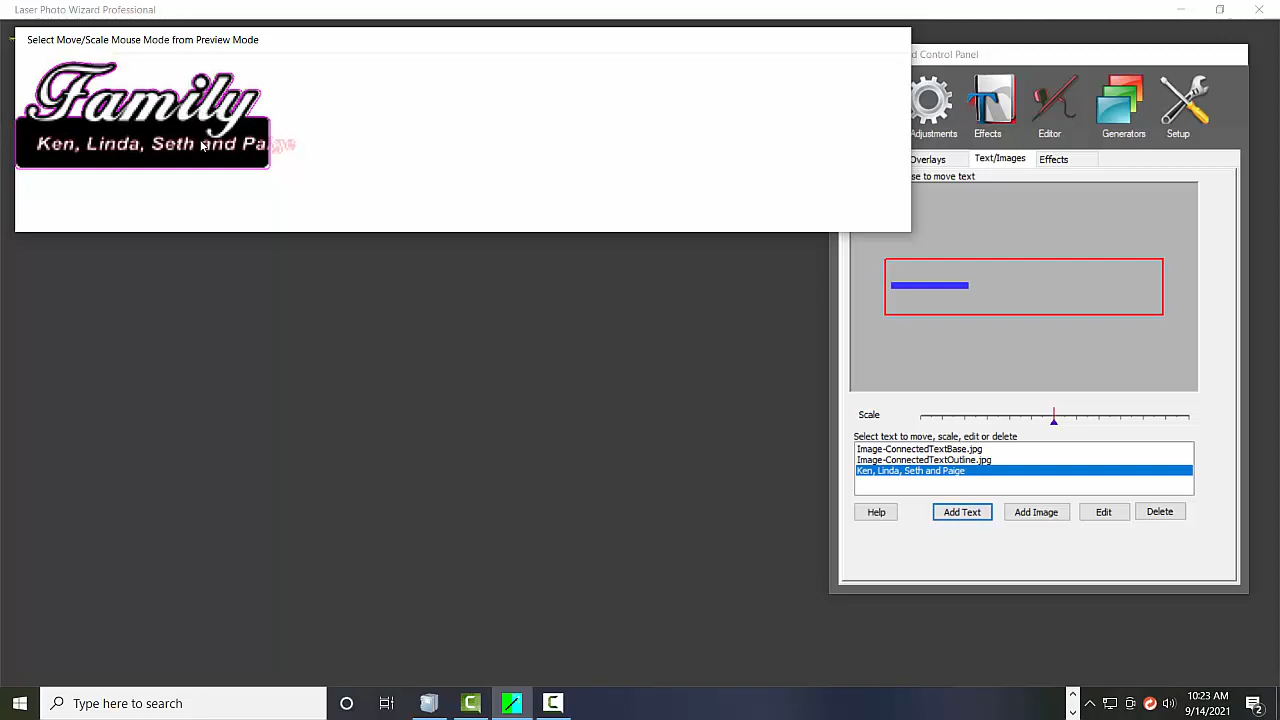 Laser Photo Wizard Professional
Select Move/Scale Mouse Mode from Preview Mode
Family
Ken, Linda, Seth and Paige
d Control Panel
Adjustments
Effects
Editor
Generators
Setup
Overlays
Text/Images
Effects
se to move text
Scale
Select text to move, scale, edit or delete
Image-ConnectedTextBase.jpg
Image-ConnectedTextOutline.jpg
Ken, Linda, Seth and Paige
Help
Add Text
Add Image
Edit
Delete
Type here to search
10:23 AM
9/14/2021
2